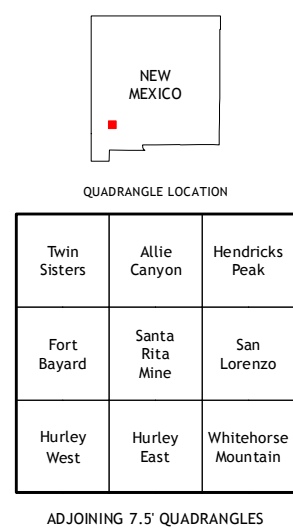 NEW
MEXICO
QUADRANGLE LOCATION
Twin
Sisters
Allie
Canyon
Hendricks
Peak
Fort
Bayard
Santa
Rita
Mine
San
Lorenzo
Hurley
West
Hurley
East
Whitehorse
Mountain
ADJOINING 7.5' QUADRANGLES